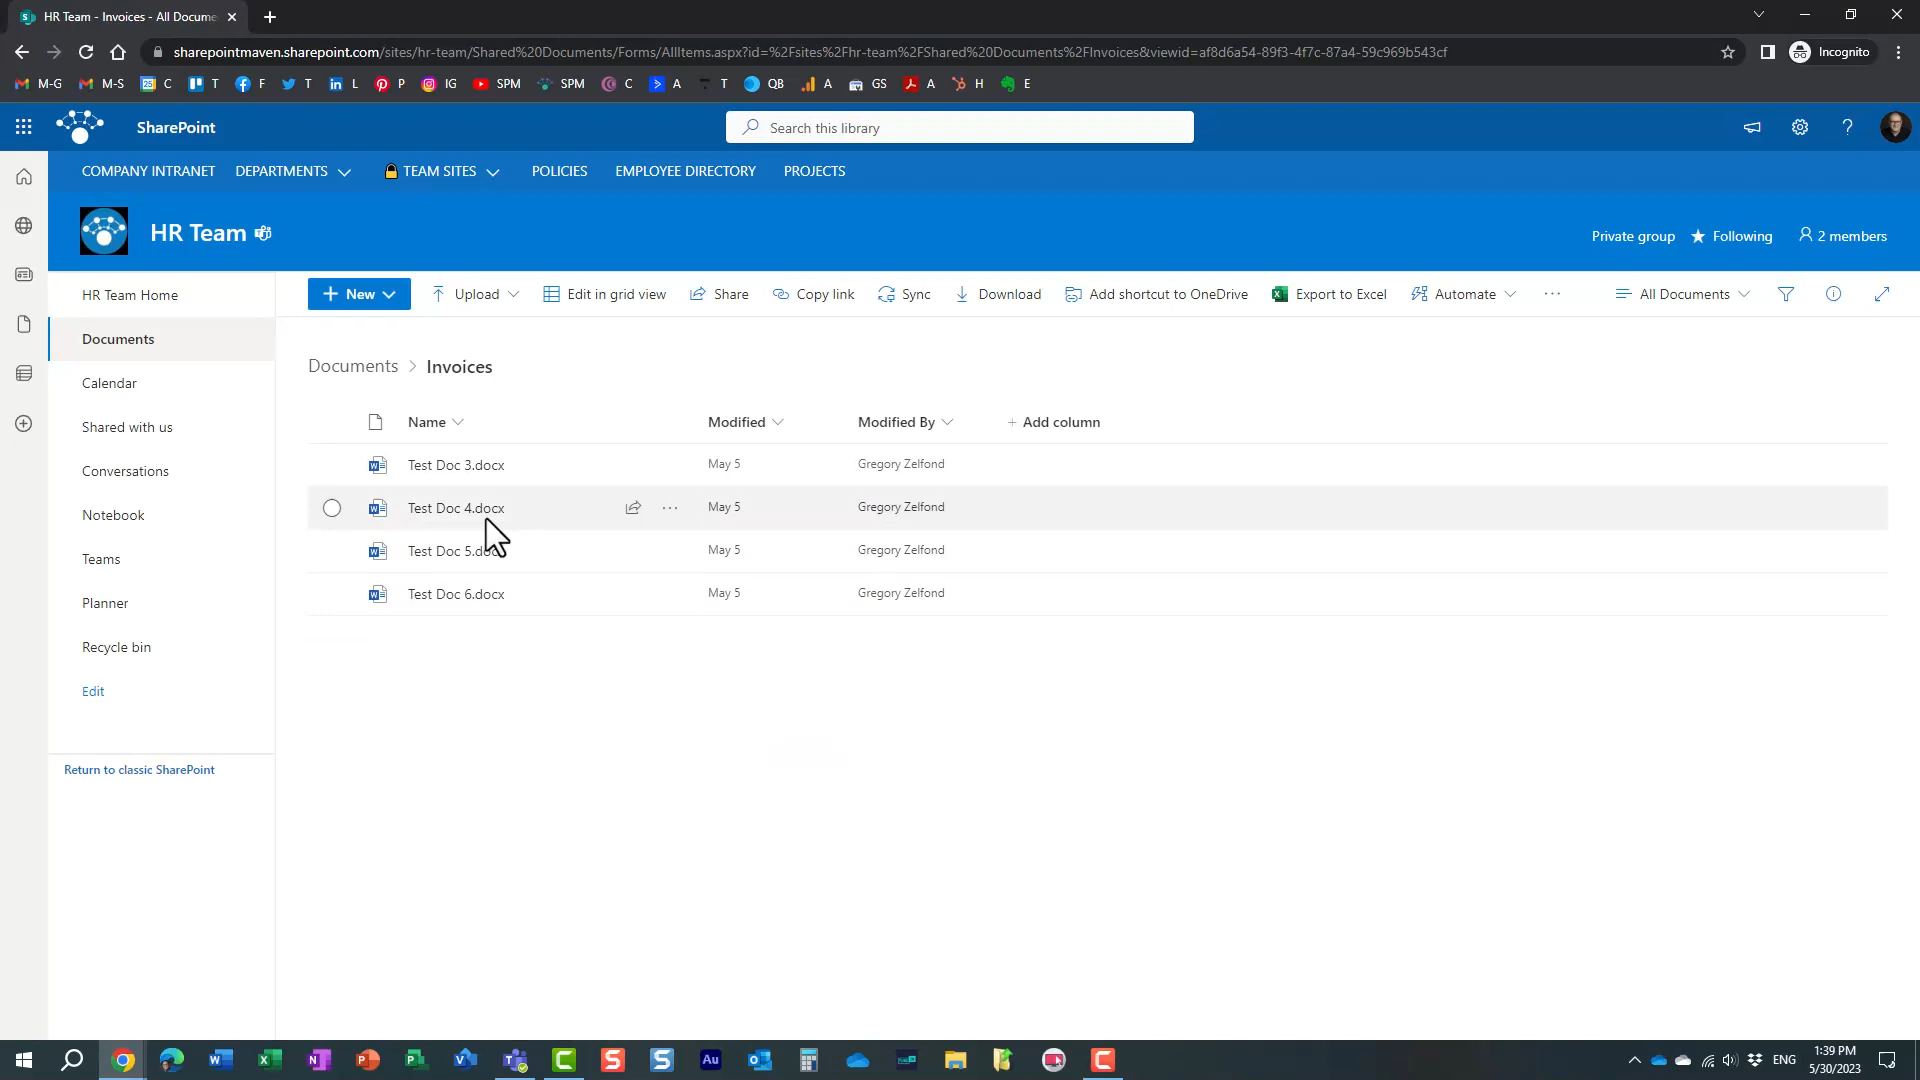 HR Team - Invoices - All Docume
sharepointmaven.sharepoint.com/sites/hr-team/Shared%20Documents/Forms/AllItems.aspx?id=%2Fsites%2Fhr-team%2FShared%20Documents%2FInvoices&viewid=af8d6a54-89f3-4f7c-87a4-59c969b543cf
Incognito
M-G M-S C T F T L P IG SPM SPM C A T QB A GS A H E
SharePoint
Search this library
COMPANY INTRANET DEPARTMENTS TEAM SITES POLICIES EMPLOYEE DIRECTORY PROJECTS
HR Team
Private group Following 2 members
New Upload Edit in grid view Share Copy link Sync Download Add shortcut to OneDrive Export to Excel Automate ··· All Documents
HR Team Home
Documents
Calendar
Shared with us
Conversations
Notebook
Teams
Planner
Recycle bin
Edit
Return to classic SharePoint
Documents > Invoices
Name Modified Modified By + Add column
Test Doc 3.docx May 5 Gregory Zelfond
Test Doc 4.docx May 5 Gregory Zelfond
Test Doc 5.docx May 5 Gregory Zelfond
Test Doc 6.docx May 5 Gregory Zelfond
ENG
1:39 PM
5/30/2023